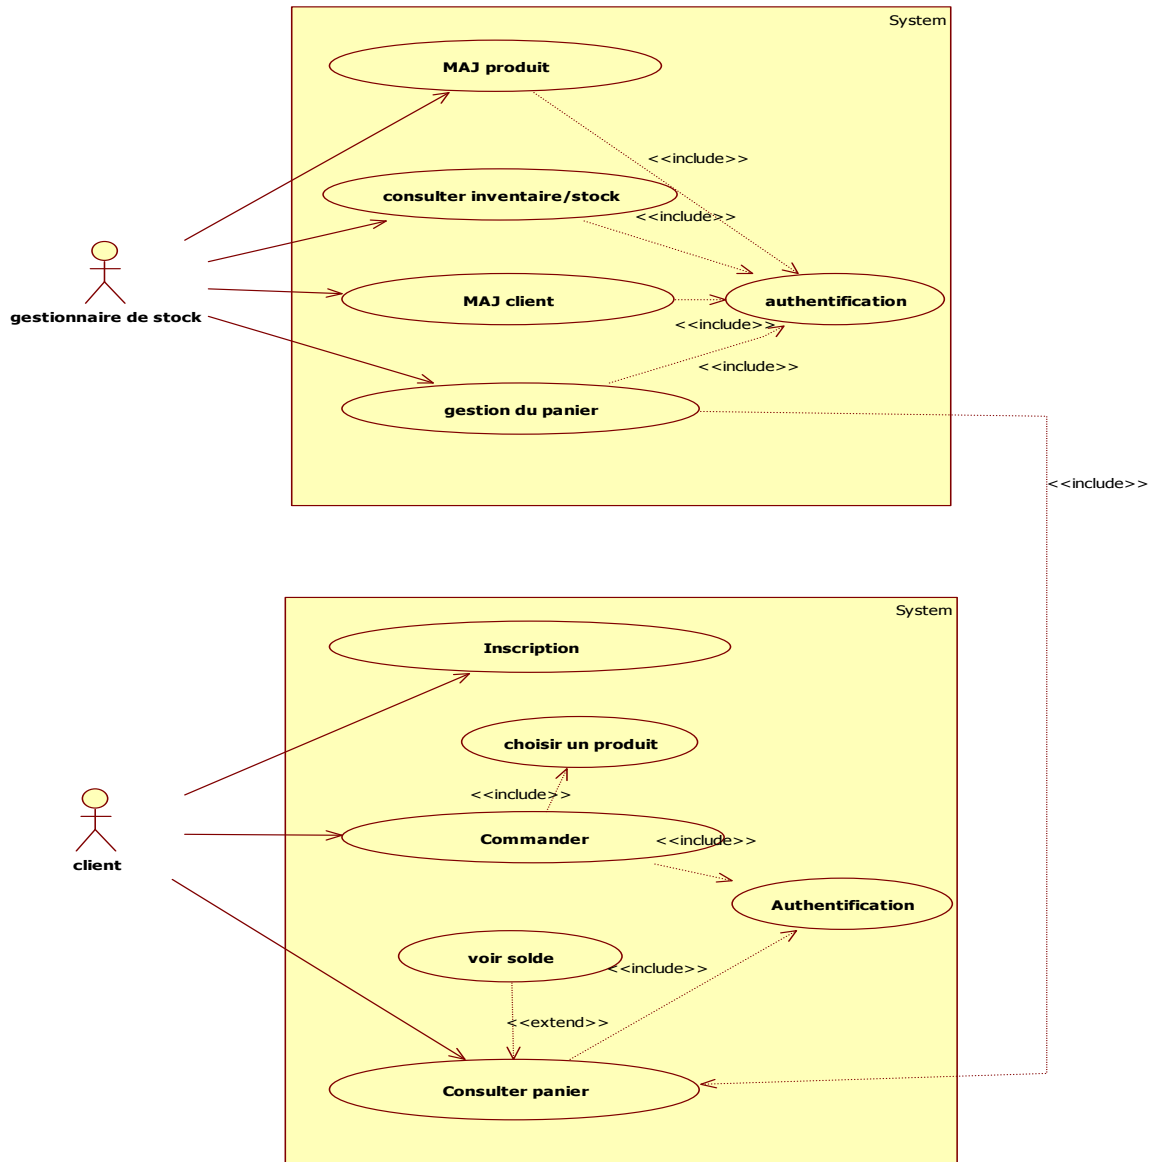 System
MAJ produit
<<include>>
consulter inventaire/stock
<<include>>
MAJ client
authentification
gestionnaire de stock
<<include>>
<<include>>
gestion du panier
<<include>>
System
Inscription
choisir un produit
<<include>>
Commander
<<include>>
client
Authentification
voir solde
<<include>>
<<extend>>
Consulter panier